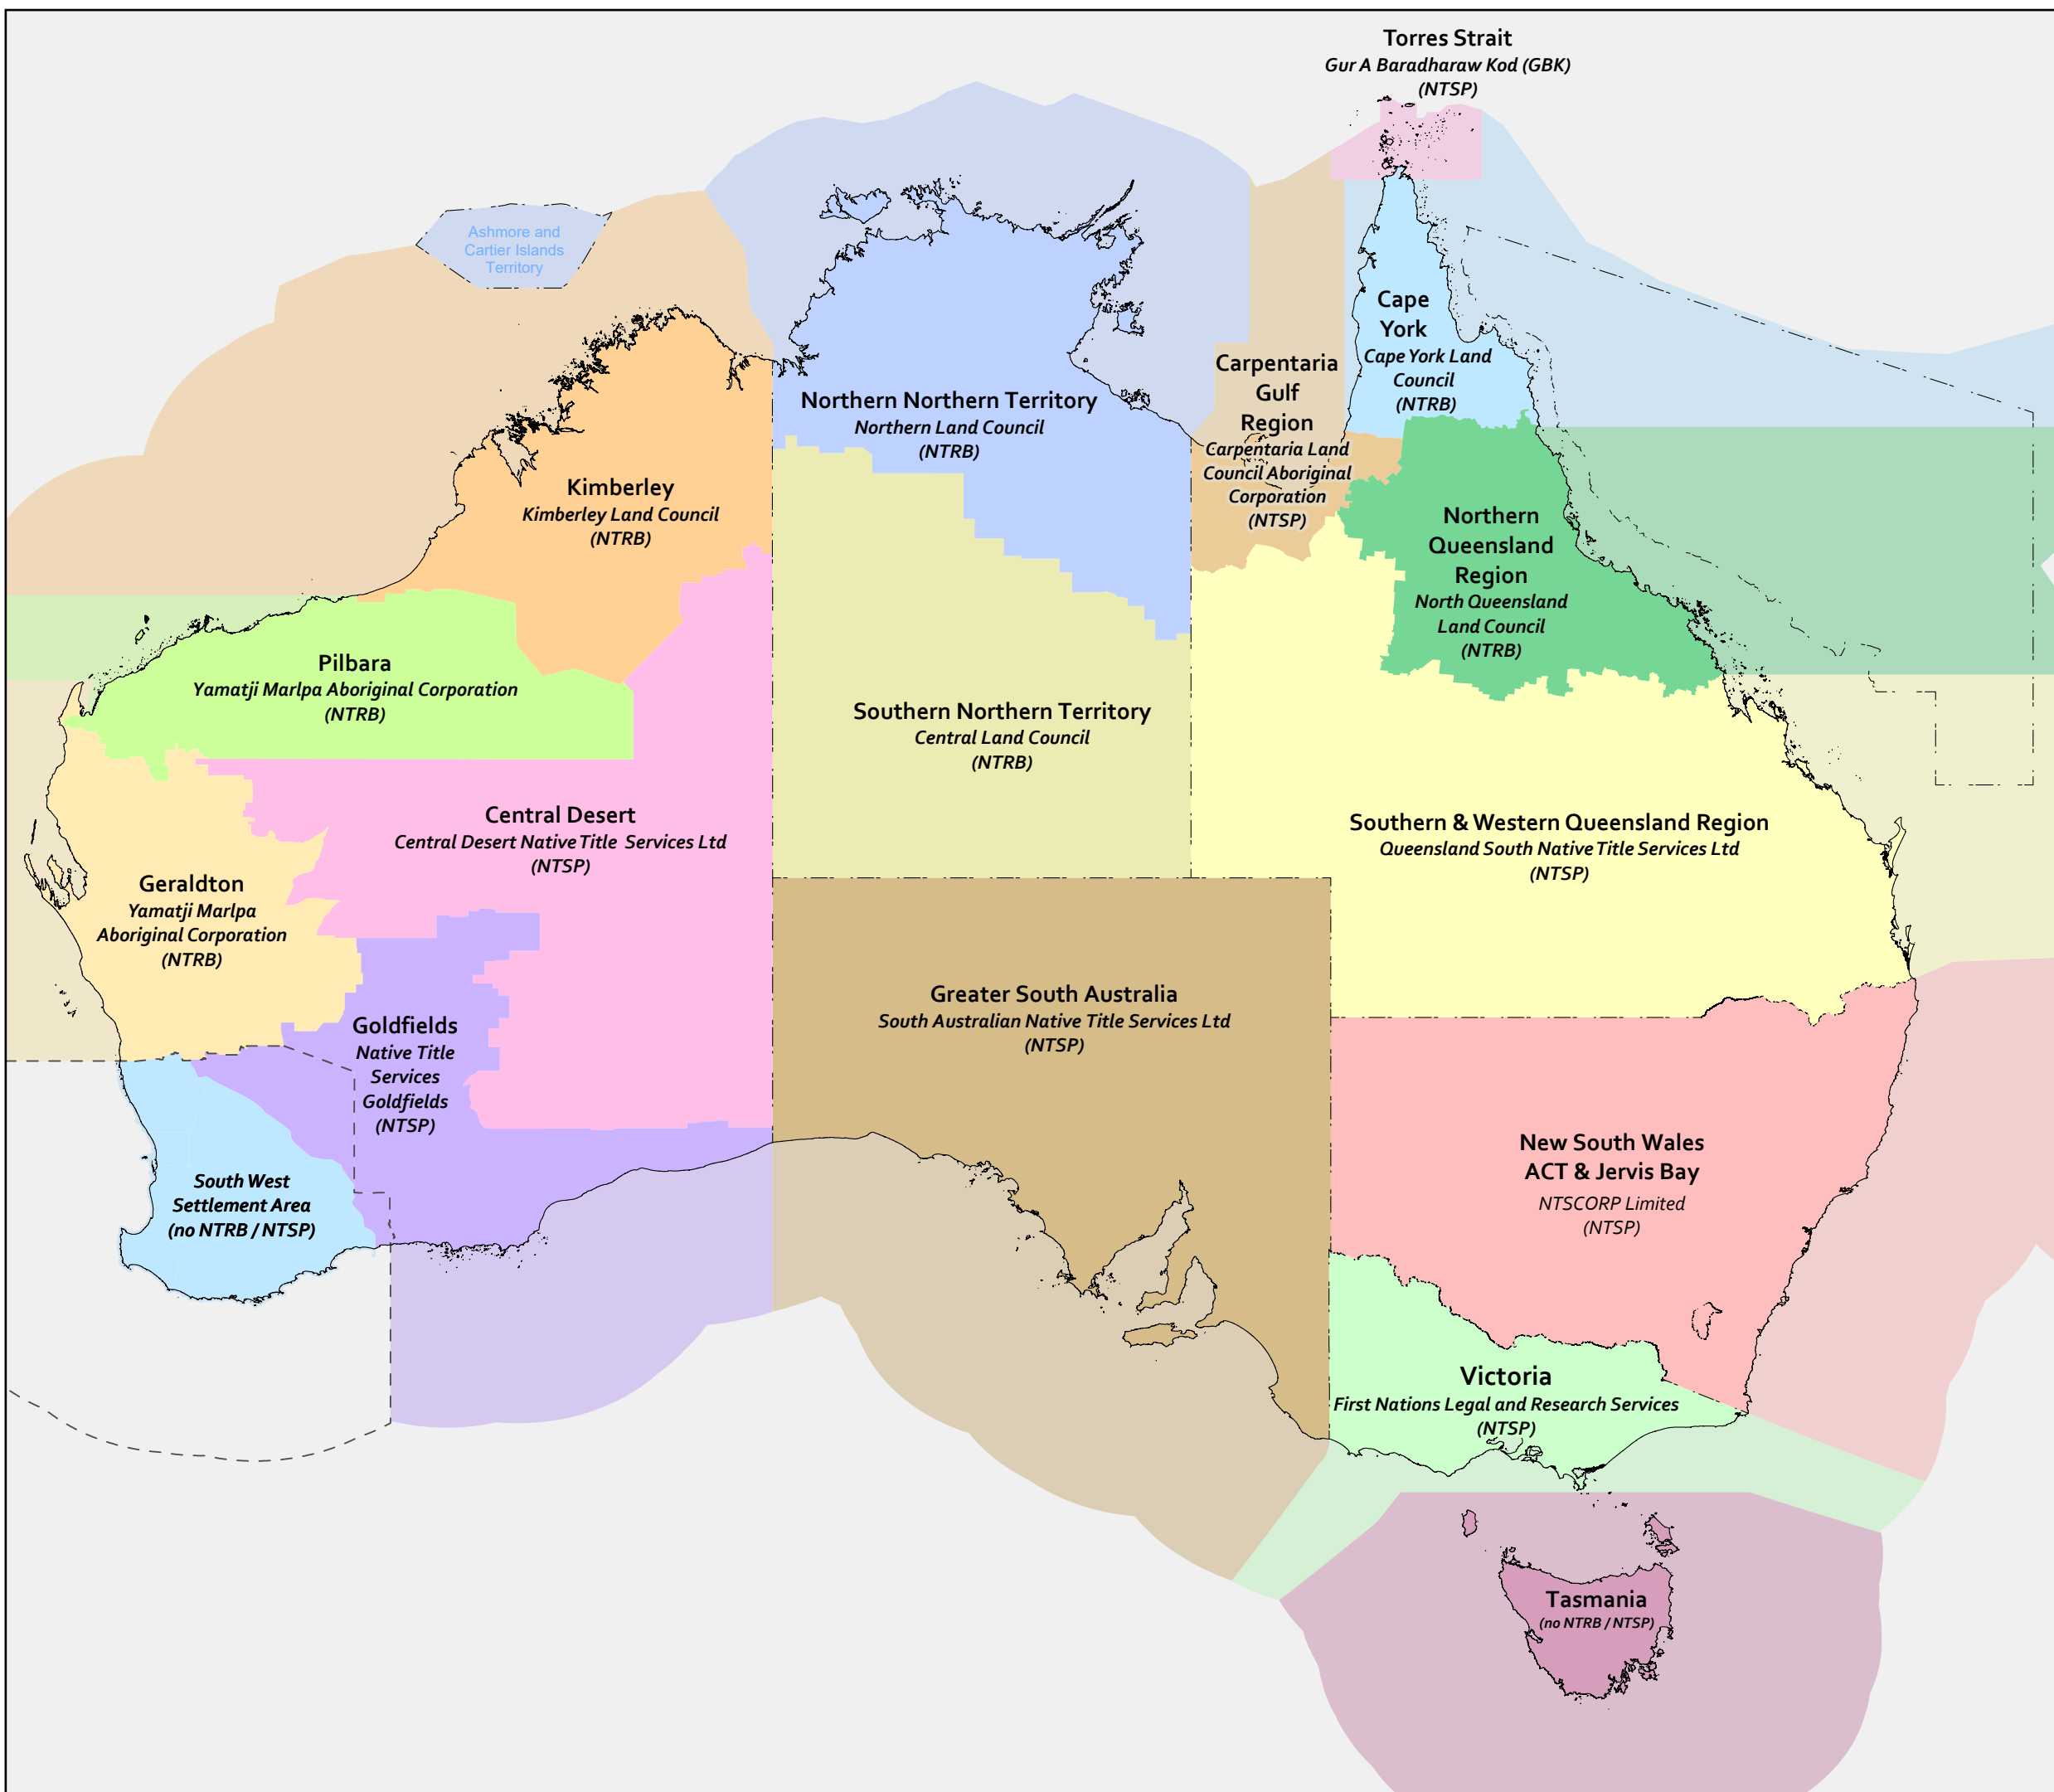 Torres Strait
Gur A Baradharaw Kod (GBK)
(NTSP)
Ashmore and
Cartier Islands
Territory
Cape
York
Cape York Land
Council
(NTRB)
Carpentaria
Gulf
Region
Carpentaria Land
Council Aboriginal
Corporation
(NTSP)
Northern Northern Territory
Northern Land Council
(NTRB)
Kimberley
Kimberley Land Council
(NTRB)
Northern
Queensland
Region
North Queensland
Land Council
(NTRB)
Pilbara
Yamatji Marlpa Aboriginal Corporation
(NTRB)
Southern Northern Territory
Central Land Council
(NTRB)
Central Desert
Central Desert Native Title Services Ltd
(NTSP)
Southern & Western Queensland Region
Queensland South Native Title Services Ltd
(NTSP)
Geraldton
Yamatji Marlpa
Aboriginal Corporation
(NTRB)
Greater South Australia
South Australian Native Title Services Ltd
(NTSP)
Goldfields
Native Title
Services
Goldfields
(NTSP)
New South Wales
ACT & Jervis Bay
NTSCORP Limited
(NTSP)
South West
Settlement Area
(no NTRB / NTSP)
Victoria
First Nations Legal and Research Services
(NTSP)
Tasmania
(no NTRB / NTSP)